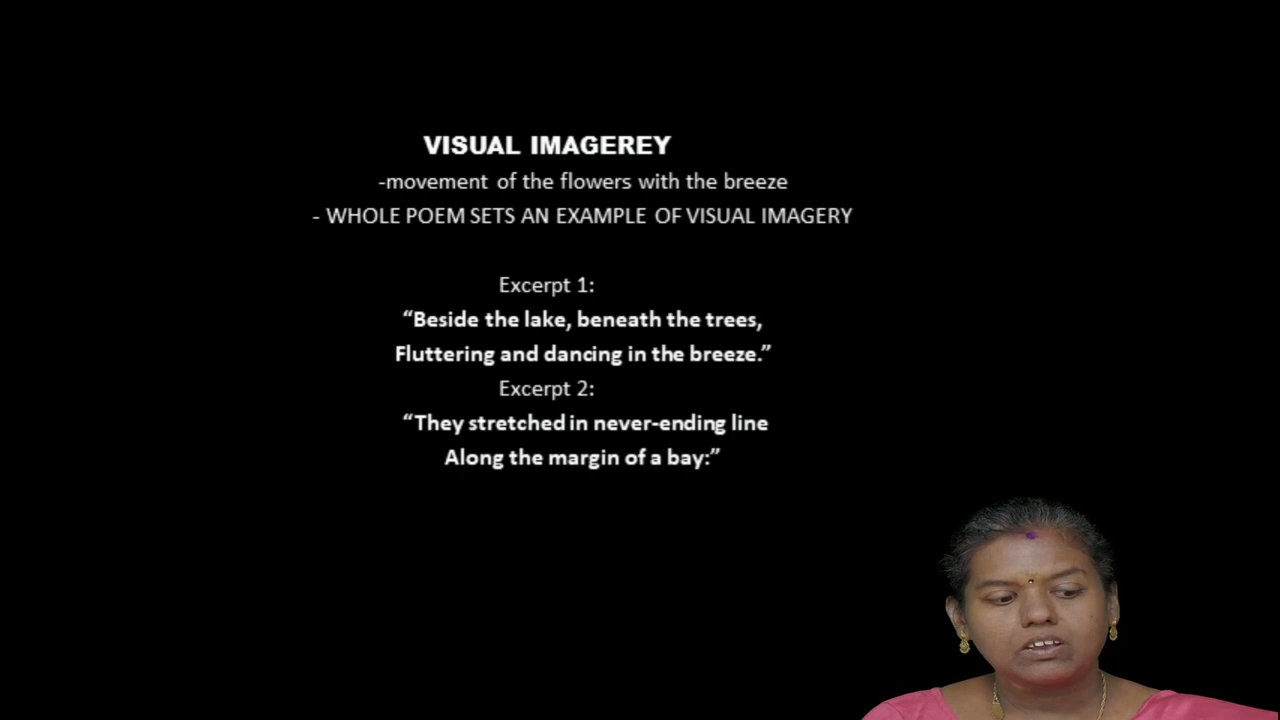 VISUAL IMAGEREY
-movement of the flowers with the breeze
- WHOLE POEM SETS AN EXAMPLE OF VISUAL IMAGERY
Excerpt 1:
“Beside the lake, beneath the trees,
Fluttering and dancing in the breeze.”
Excerpt 2:
“They stretched in never-ending line
Along the margin of a bay:”